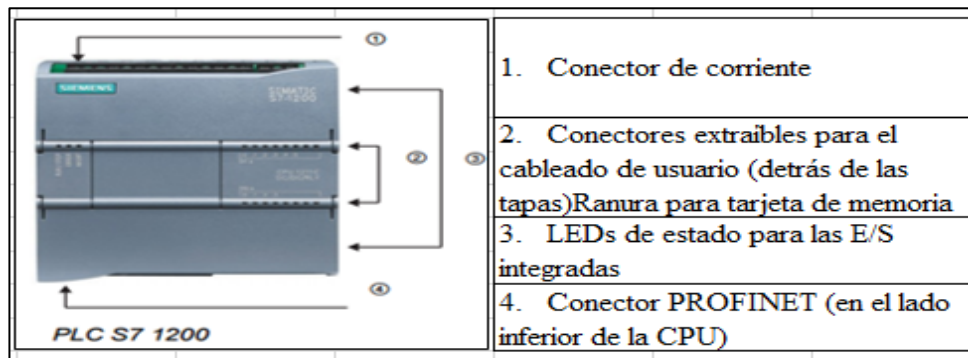 ①
SIEMENS
SIMATIC
S7-1200
②
③
④
PLC S7 1200
1. Conector de corriente
2. Conectores extraíbles para el
cableado de usuario (detrás de las
tapas)Ranura para tarjeta de memoria
3. LEDs de estado para las E/S
integradas
4. Conector PROFINET (en el lado
inferior de la CPU)